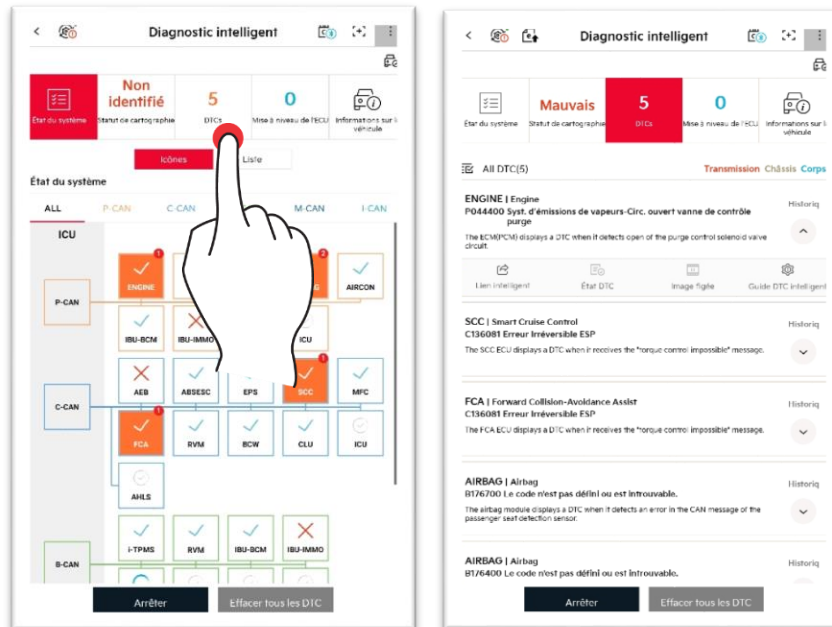 Diagnostic intelligent
État du système
Non identifié
Statut de cartographie
5
DTCs
0
Mise à niveau de l'ECU
Informations sur l
véhicule
Icônes
Liste
État du système
ALL
P-CAN
C-CAN
M-CAN
I-CAN
ICU
P-CAN
1
ENGINE
2
AIRCON
IBU-BCM
IBU-IMMO
ICU
C-CAN
AEB
ABSESC
EPS
1
SCC
MFC
1
FCA
RVM
BCW
CLU
ICU
AHLS
B-CAN
i-TPMS
RVM
IBU-BCM
IBU-IMMO
Arrêter
Effacer tous les DTC
Diagnostic intelligent
État du système
Mauvais
Statut de cartographie
5
DTCs
0
Mise à niveau de l'ECU
Informations sur l
véhicule
All DTC(5)
Transmission Châssis Corps
ENGINE | Engine
Historiq
P044400 Syst. d'émissions de vapeurs-Circ. ouvert vanne de contrôle
purge
The ECM(PCM) displays a DTC when it detects open of the purge control solenoid valve
circuit.
Lien intelligent
État DTC
Image figée
Guide DTC intelligent
SCC | Smart Cruise Control
Historiq
C136081 Erreur Irréversible ESP
The SCC ECU displays a DTC when it receives the "torque control impossible" message.
FCA | Forward Collision-Avoidance Assist
Historiq
C136081 Erreur Irréversible ESP
The FCA ECU displays a DTC when it receives the "torque control impossible" message.
AIRBAG | Airbag
Historiq
B176700 Le code n'est pas défini ou est introuvable.
The airbag module displays a DTC when it detects an error in the CAN message of the
passenger seat detection sensor.
AIRBAG | Airbag
Historiq
B176400 Le code n'est pas défini ou est introuvable.
Arrêter
Effacer tous les DTC